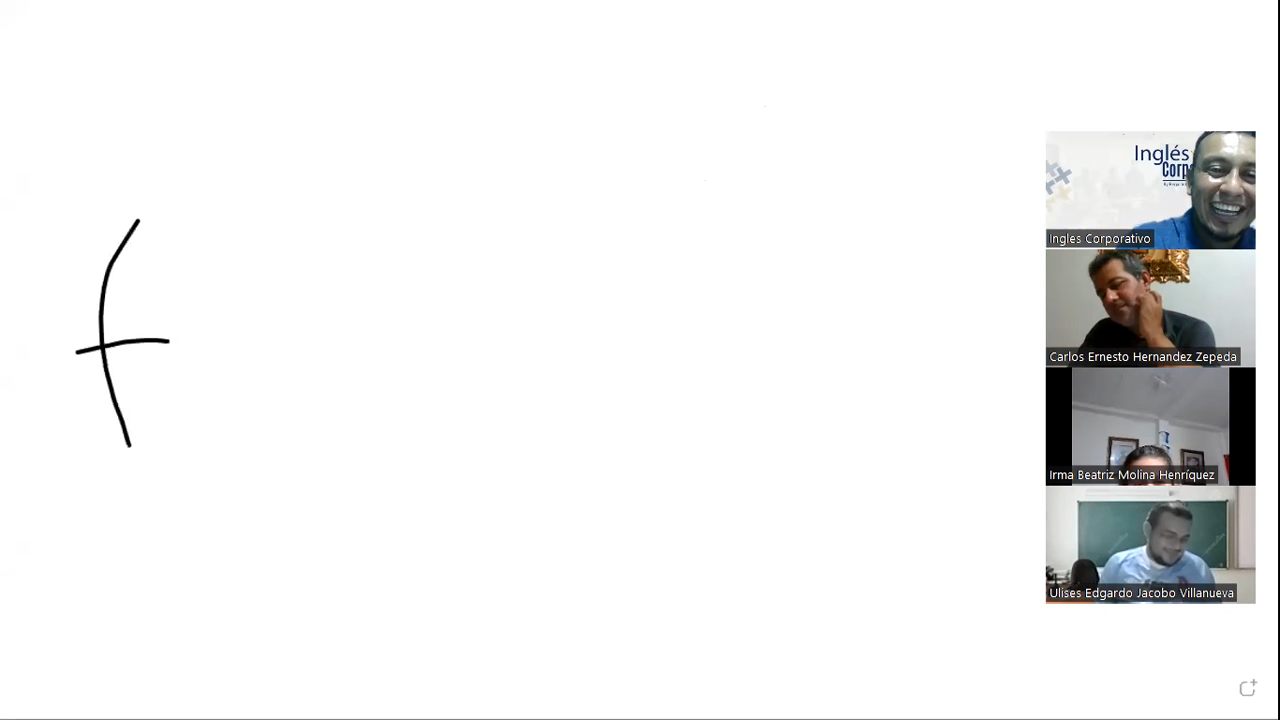 Inglés
Corp
Ingles Corporativo
Carlos Ernesto Hernandez Zepeda
Irma Beatriz Molina Henríquez
Ulises Edgardo Jacobo Villanueva